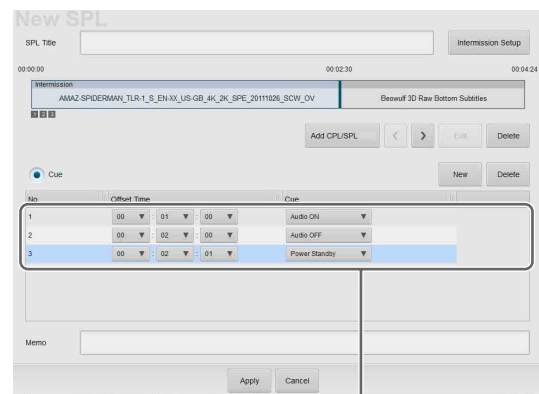 New SPL
SPL Title
Intermission Setup
00:00:00 00:02:30 00:04:24
Intermission
AMAZ-SPIDERMAN_TLR-1_S_EN-XX_US-GB_4K_2K_SPE_20111026_SCW_OV Beowulf 3D Raw Bottom Subtitles
1 2 3
Add CPL/SPL < > Edit Delete
Cue New Delete
No. Offset Time Cue
1 00 ▼ : 01 ▼ : 00 ▼ Audio ON ▼
2 00 ▼ : 02 ▼ : 00 ▼ Audio OFF ▼
3 00 ▼ : 02 ▼ : 01 ▼ Power Standby ▼
Memo
Apply Cancel